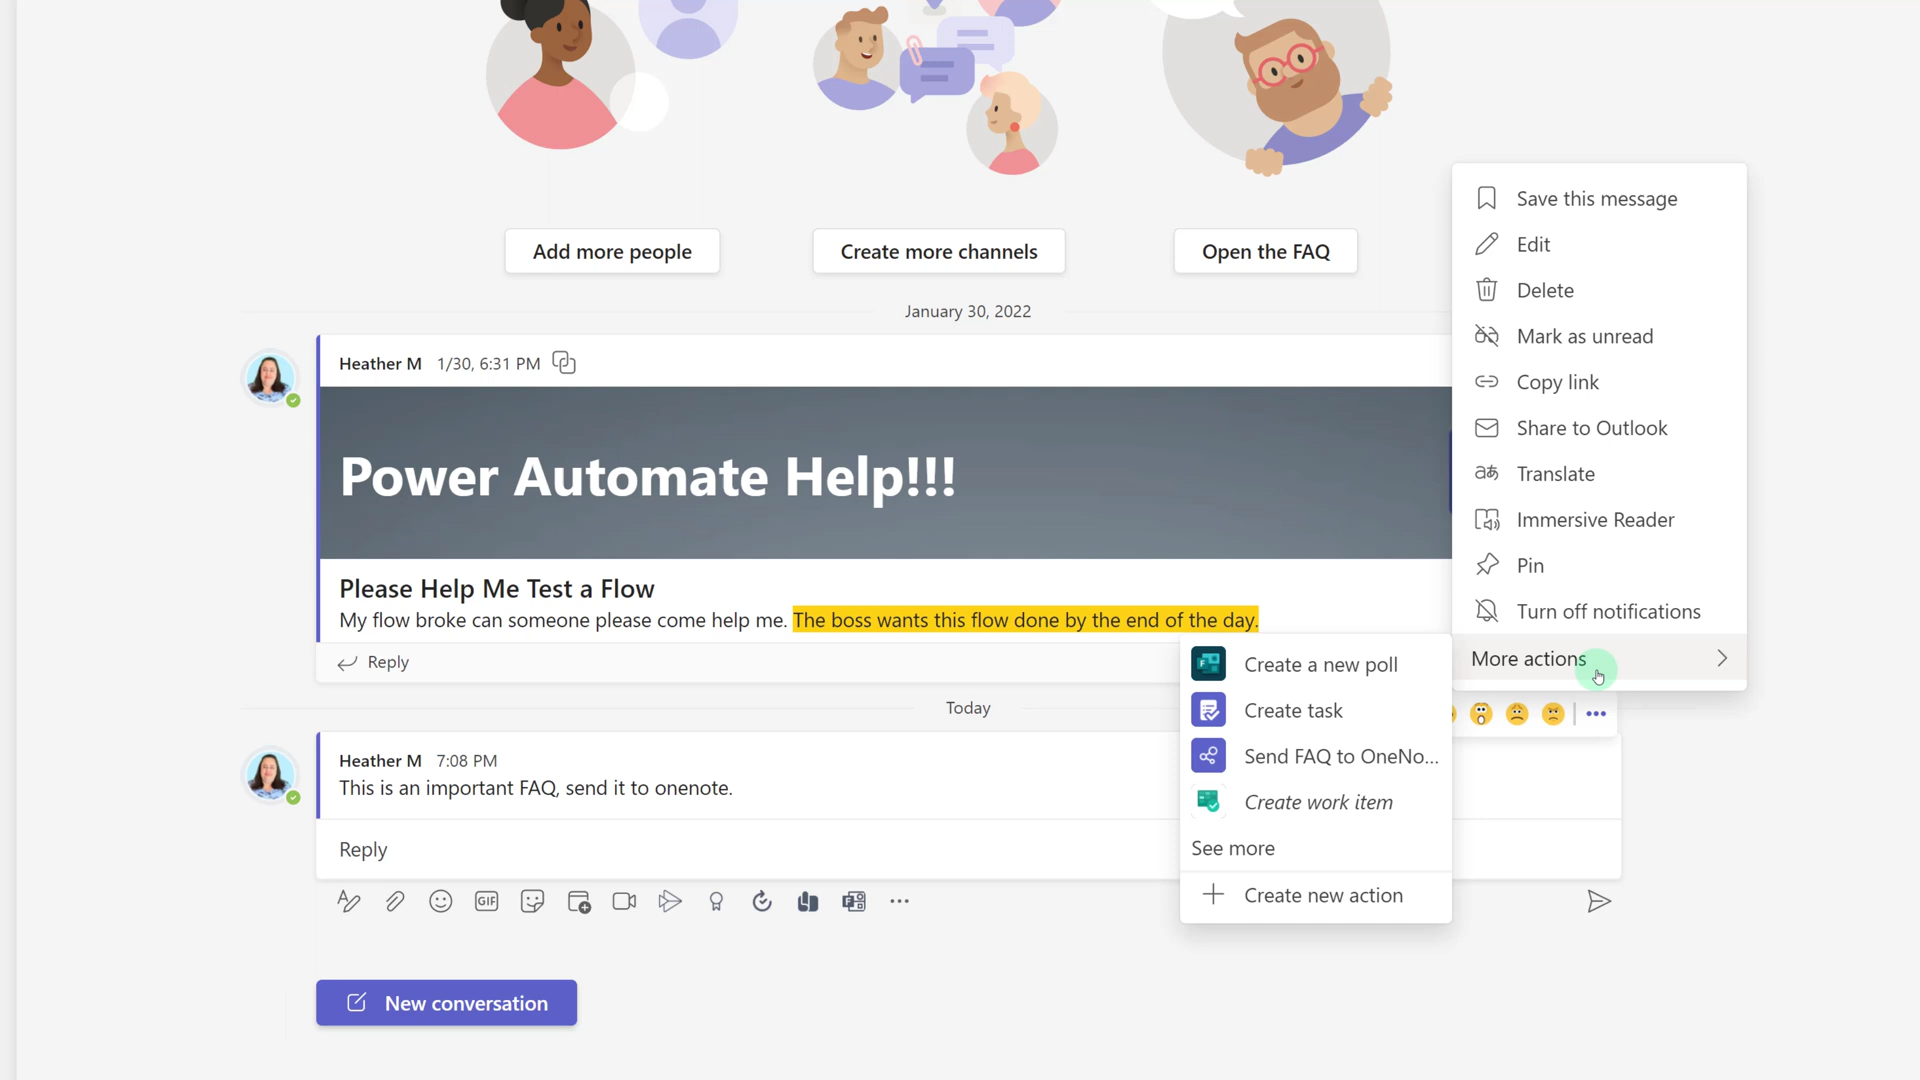 Add more people
Create more channels
Open the FAQ
January 30, 2022
Heather M 1/30, 6:31 PM
Power Automate Help!!!
Please Help Me Test a Flow
My flow broke can someone please come help me. The boss wants this flow done by the end of the day.
Reply
Today
Heather M 7:08 PM
This is an important FAQ, send it to onenote.
Reply
GIF
New conversation
Save this message
Edit
Delete
Mark as unread
Copy link
Share to Outlook
Translate
Immersive Reader
Pin
Turn off notifications
More actions
Create a new poll
Create task
Send FAQ to OneNo...
Create work item
See more
Create new action